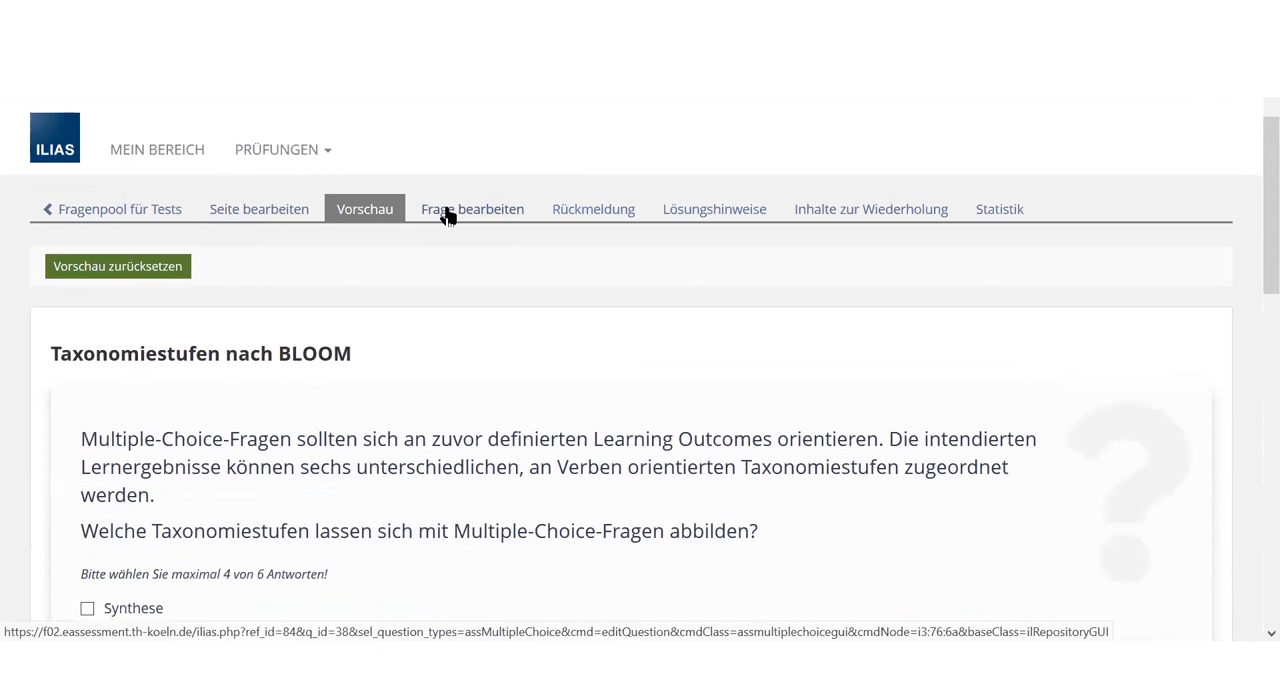 ILIAS
MEIN BEREICH PRÜFUNGEN
Fragenpool für Tests Seite bearbeiten Vorschau Frage bearbeiten Rückmeldung Lösungshinweise Inhalte zur Wiederholung Statistik
Vorschau zurücksetzen
Taxonomiestufen nach BLOOM
Multiple-Choice-Fragen sollten sich an zuvor definierten Learning Outcomes orientieren. Die intendierten
Lernergebnisse können sechs unterschiedlichen, an Verben orientierten Taxonomiestufen zugeordnet
werden.
Welche Taxonomiestufen lassen sich mit Multiple-Choice-Fragen abbilden?
Bitte wählen Sie maximal 4 von 6 Antworten!
Synthese
https://f02.eassessment.th-koeln.de/ilias.php?ref_id=84&q_id=38&sel_question_types=assMultipleChoice&cmd=editQuestion&cmdClass=assmultiplechoicegui&cmdNode=i3:76:6a&baseClass=ilRepositoryGUI